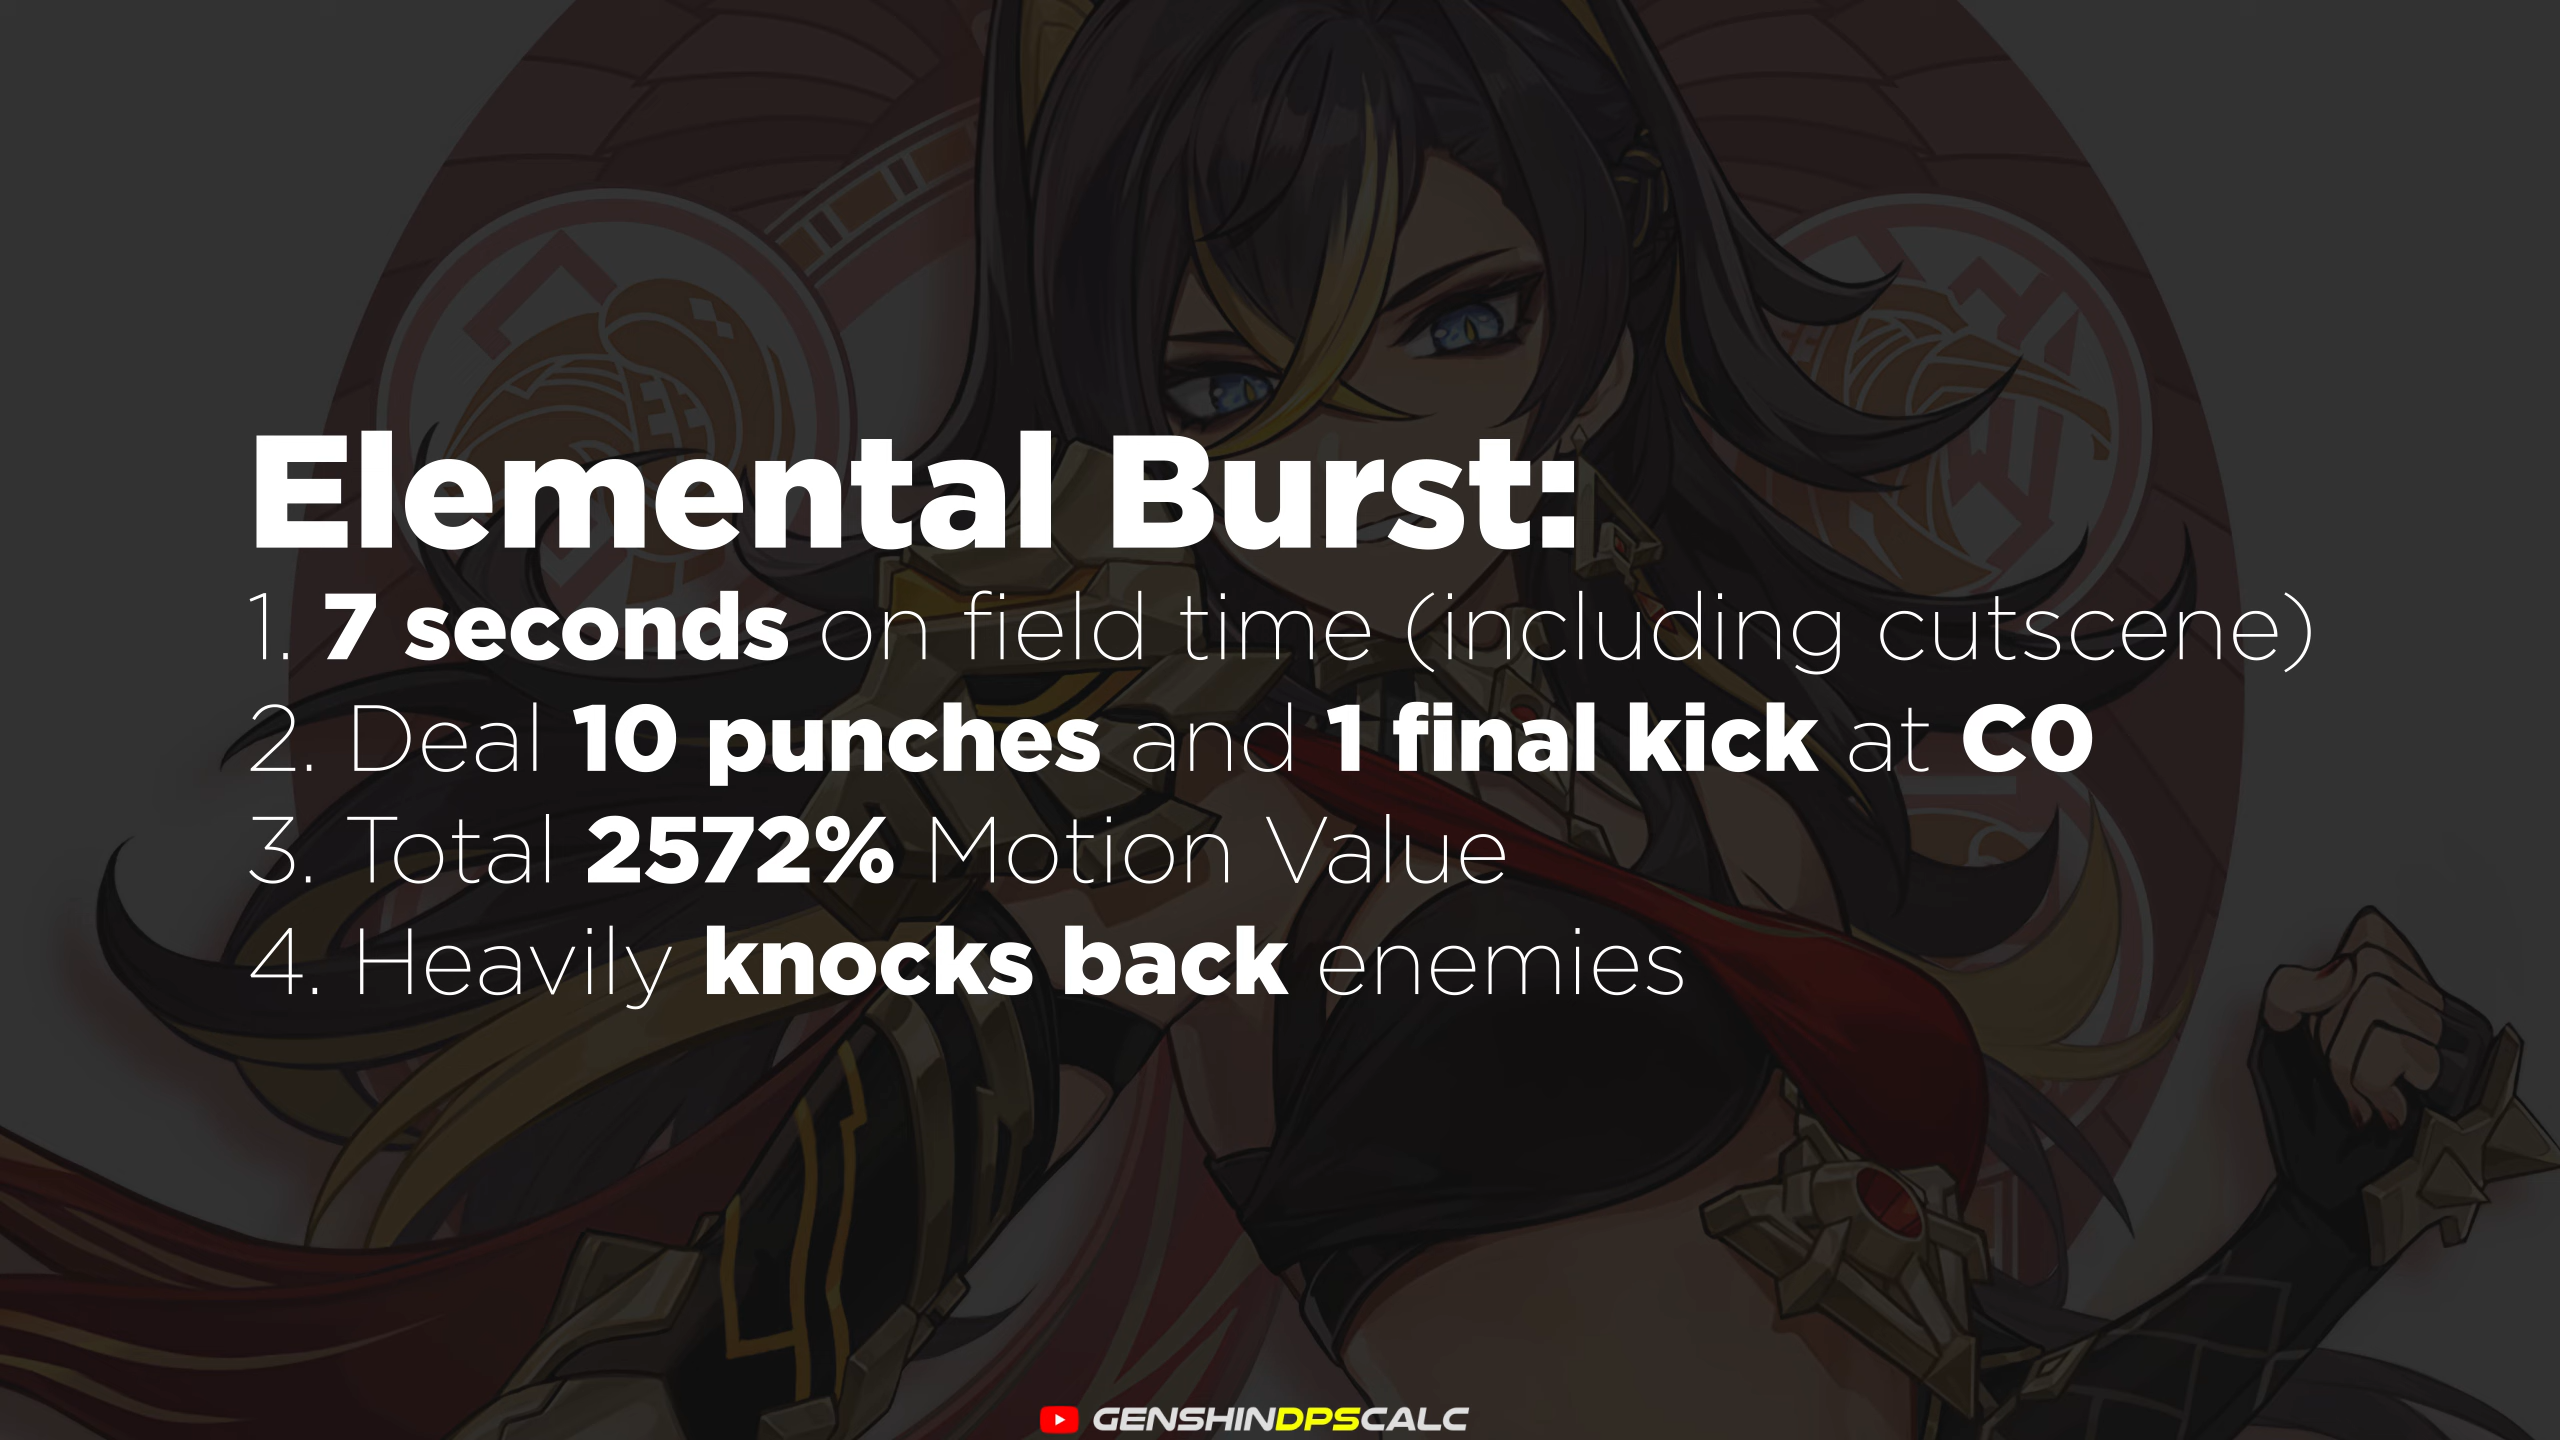 Elemental Burst:
1. 7 seconds on field time (including cutscene)
2. Deal 10 punches and 1 final kick at C0
3. Total 2572% Motion Value
4. Heavily knocks back enemies
GENSHINDPSCALC